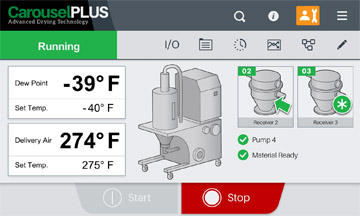 CarouselPLUS
Advanced Drying Technology
Running
I/O
Dew Point
-39° F
Set Temp.
-40° F
Delivery Air
274° F
Set Temp.
275° F
02
Receiver 2
03
Receiver 3
Pump 4
Material Ready
Start
Stop